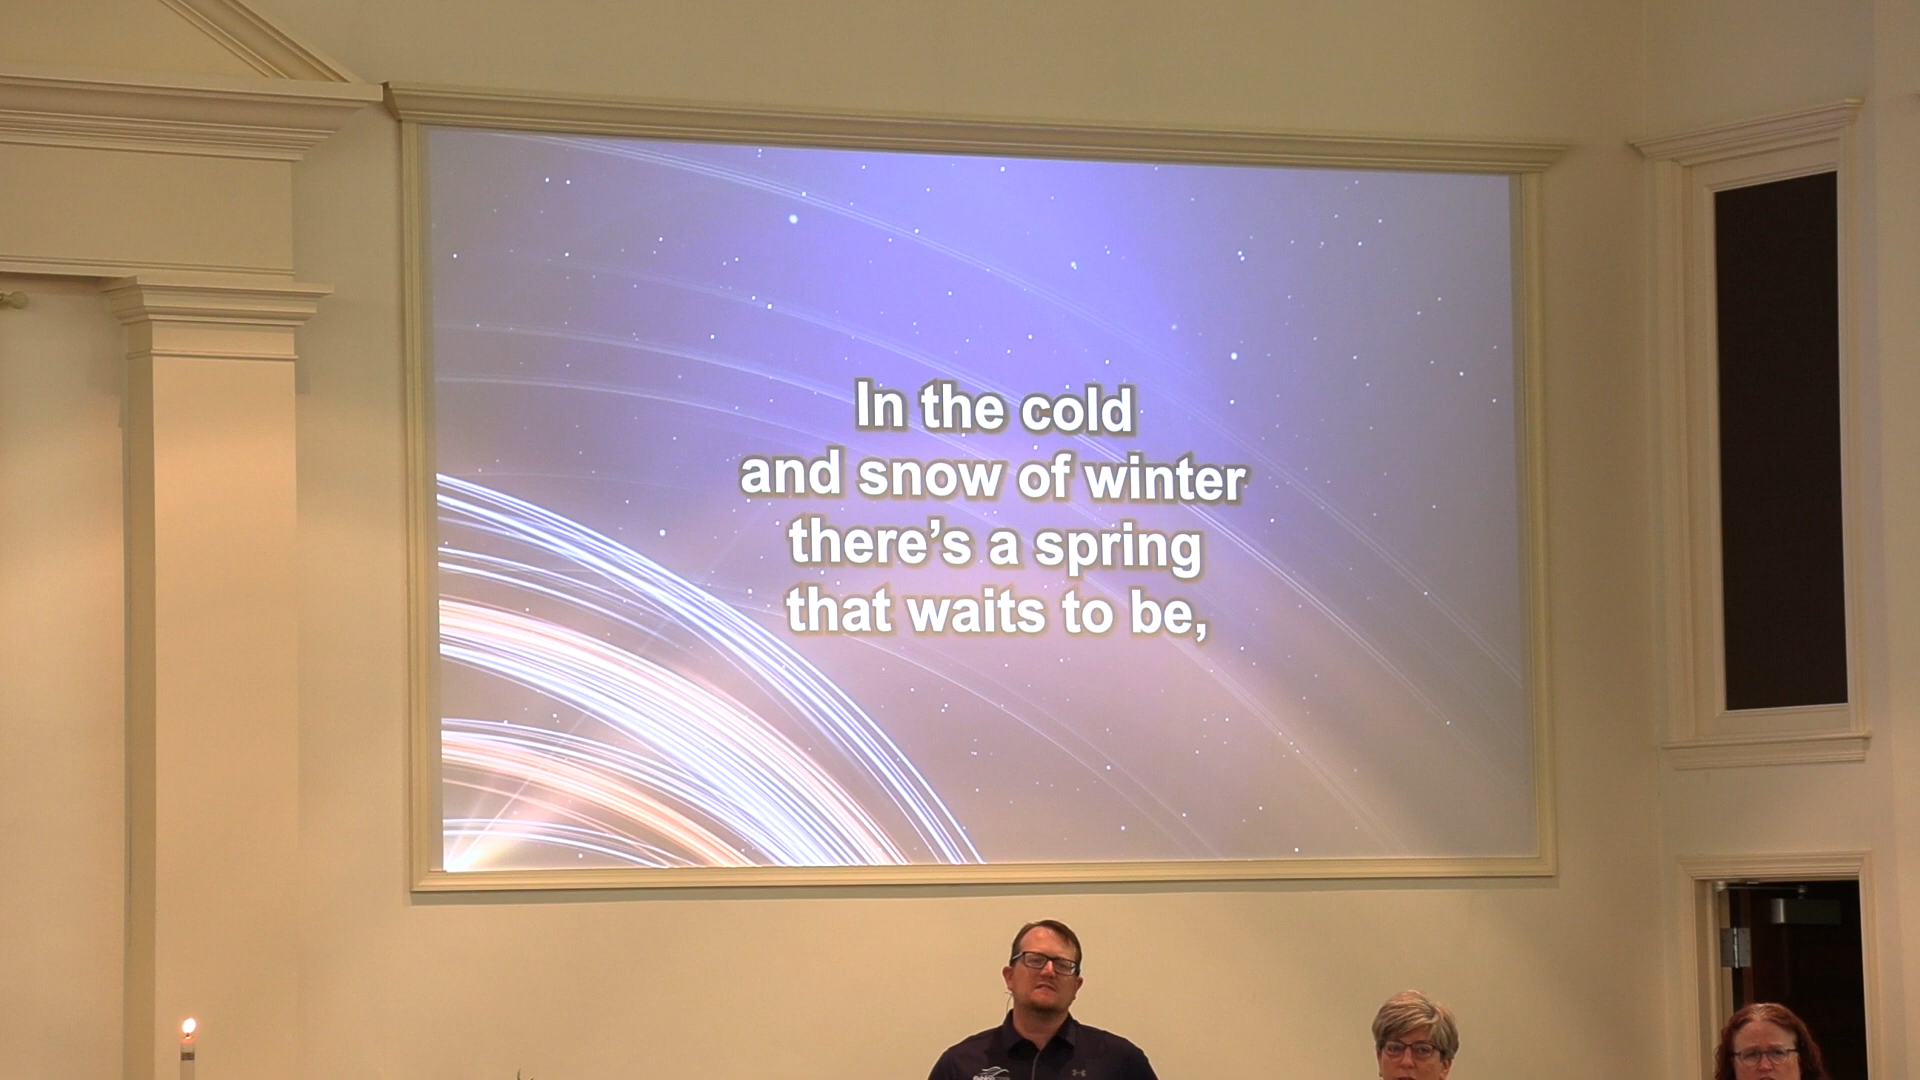 In the cold
and snow of winter
there’s a spring
that waits to be,